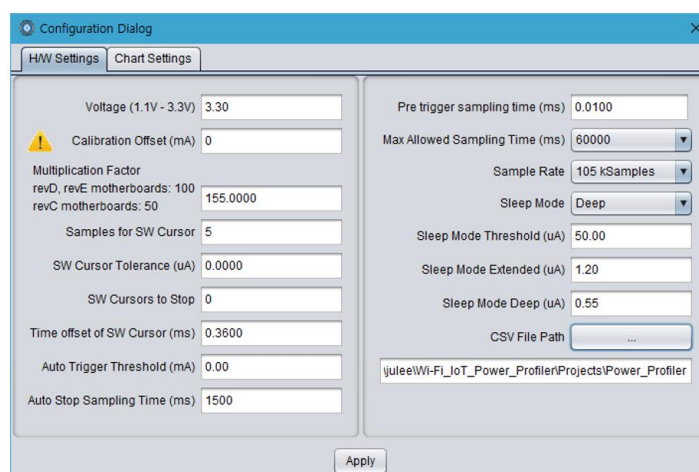 Configuration Dialog
H/W Settings Chart Settings
Voltage (1.1V - 3.3V) 3.30
Calibration Offset (mA) 0
Multiplication Factor
revD, revE motherboards: 100
revC motherboards: 50
155.0000
Samples for SW Cursor 5
SW Cursor Tolerance (uA) 0.0000
SW Cursors to Stop 0
Time offset of SW Cursor (ms) 0.3600
Auto Trigger Threshold (mA) 0.00
Auto Stop Sampling Time (ms) 1500
Pre trigger sampling time (ms) 0.0100
Max Allowed Sampling Time (ms) 60000
Sample Rate 105 kSamples
Sleep Mode Deep
Sleep Mode Threshold (uA) 50.00
Sleep Mode Extended (uA) 1.20
Sleep Mode Deep (uA) 0.55
CSV File Path ...
\julee\Wi-Fi_IoT_Power_Profiler\Projects\Power_Profiler
Apply